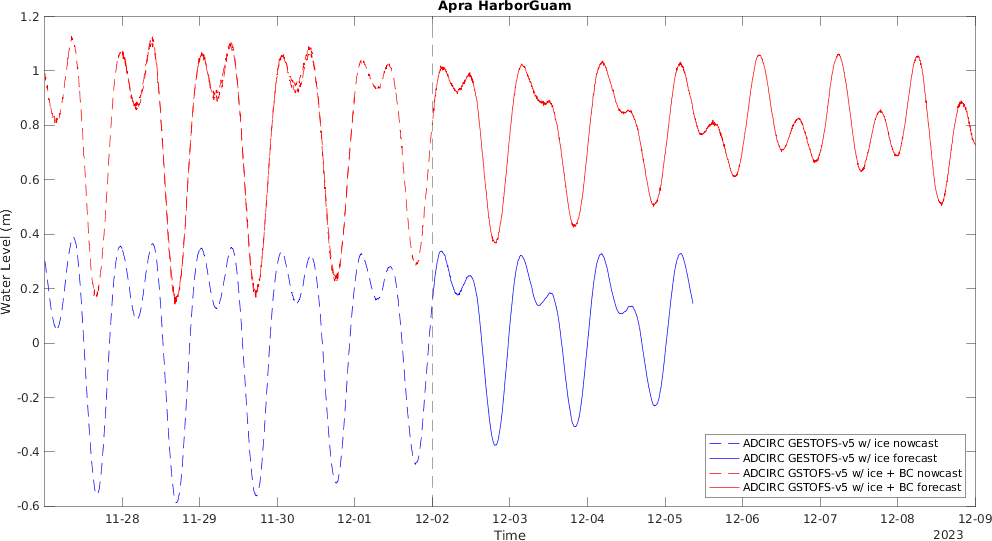 Apra HarborGuam
Water Level (m)
1.2
1
0.8
0.6
0.4
0.2
0
-0.2
-0.4
-0.6
ADCIRC GESTOFS-v5 w/ ice nowcast
ADCIRC GESTOFS-v5 w/ ice forecast
ADCIRC GSTOFS-v5 w/ ice + BC nowcast
ADCIRC GSTOFS-v5 w/ ice + BC forecast
11-28 11-29 11-30 12-01 12-02 12-03 12-04 12-05 12-06 12-07 12-08 12-09
Time
2023